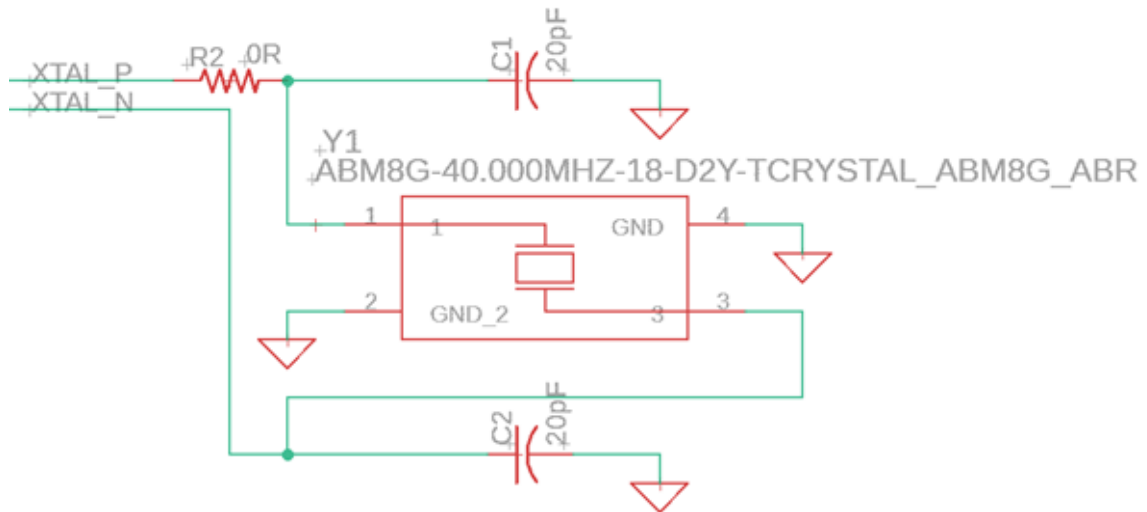 R2 0R
C1 20pF
XTAL_P
XTAL_N
Y1
ABM8G-40.000MHZ-18-D2Y-TCRYSTAL_ABM8G_ABR
1 1 GND 4
2 GND_2 3 3
C2 20pF